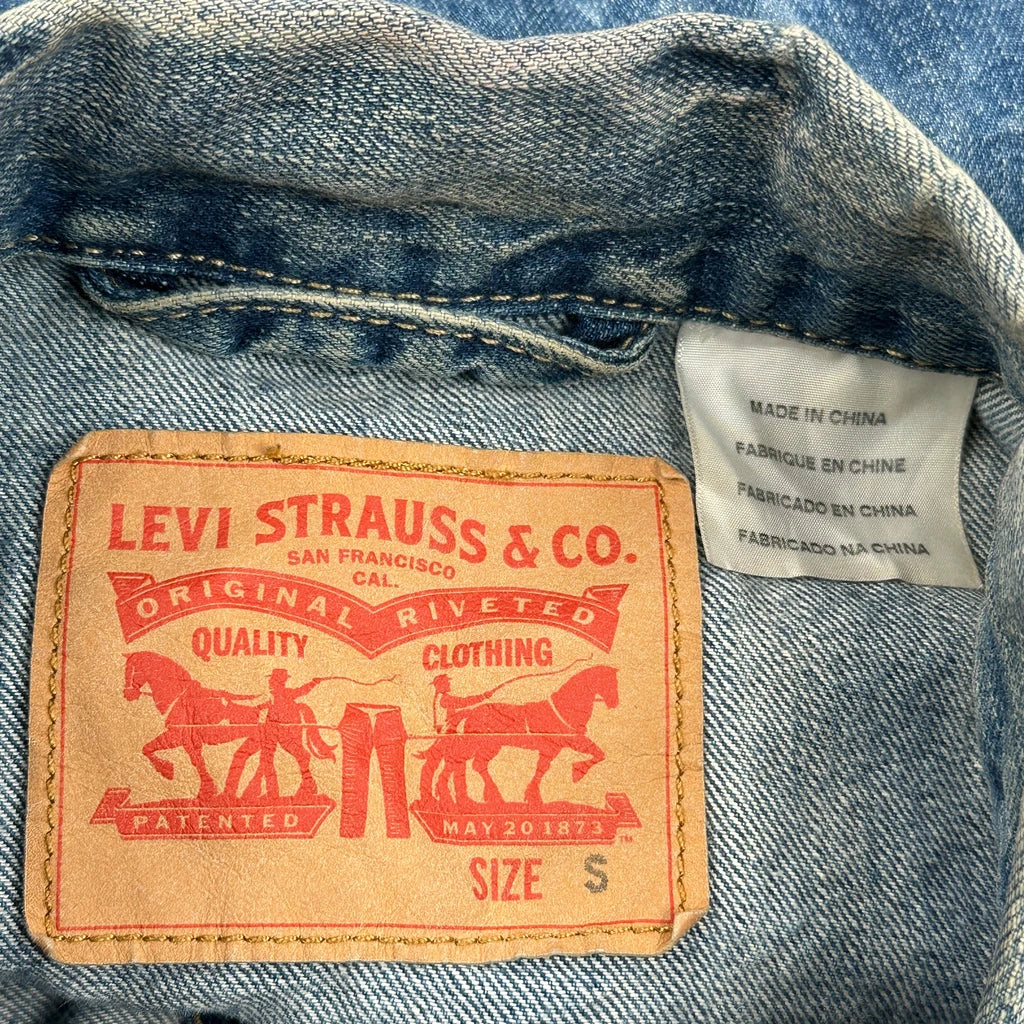 LEVI STRAUSS & CO.
SAN FRANCISCO
CAL.
ORIGINAL RIVETED
QUALITY CLOTHING
PATENTED
MAY 20 1873 ™
SIZE S
MADE IN CHINA
FABRIQUE EN CHINE
FABRICADO EN CHINA
FABRICADO NA CHINA